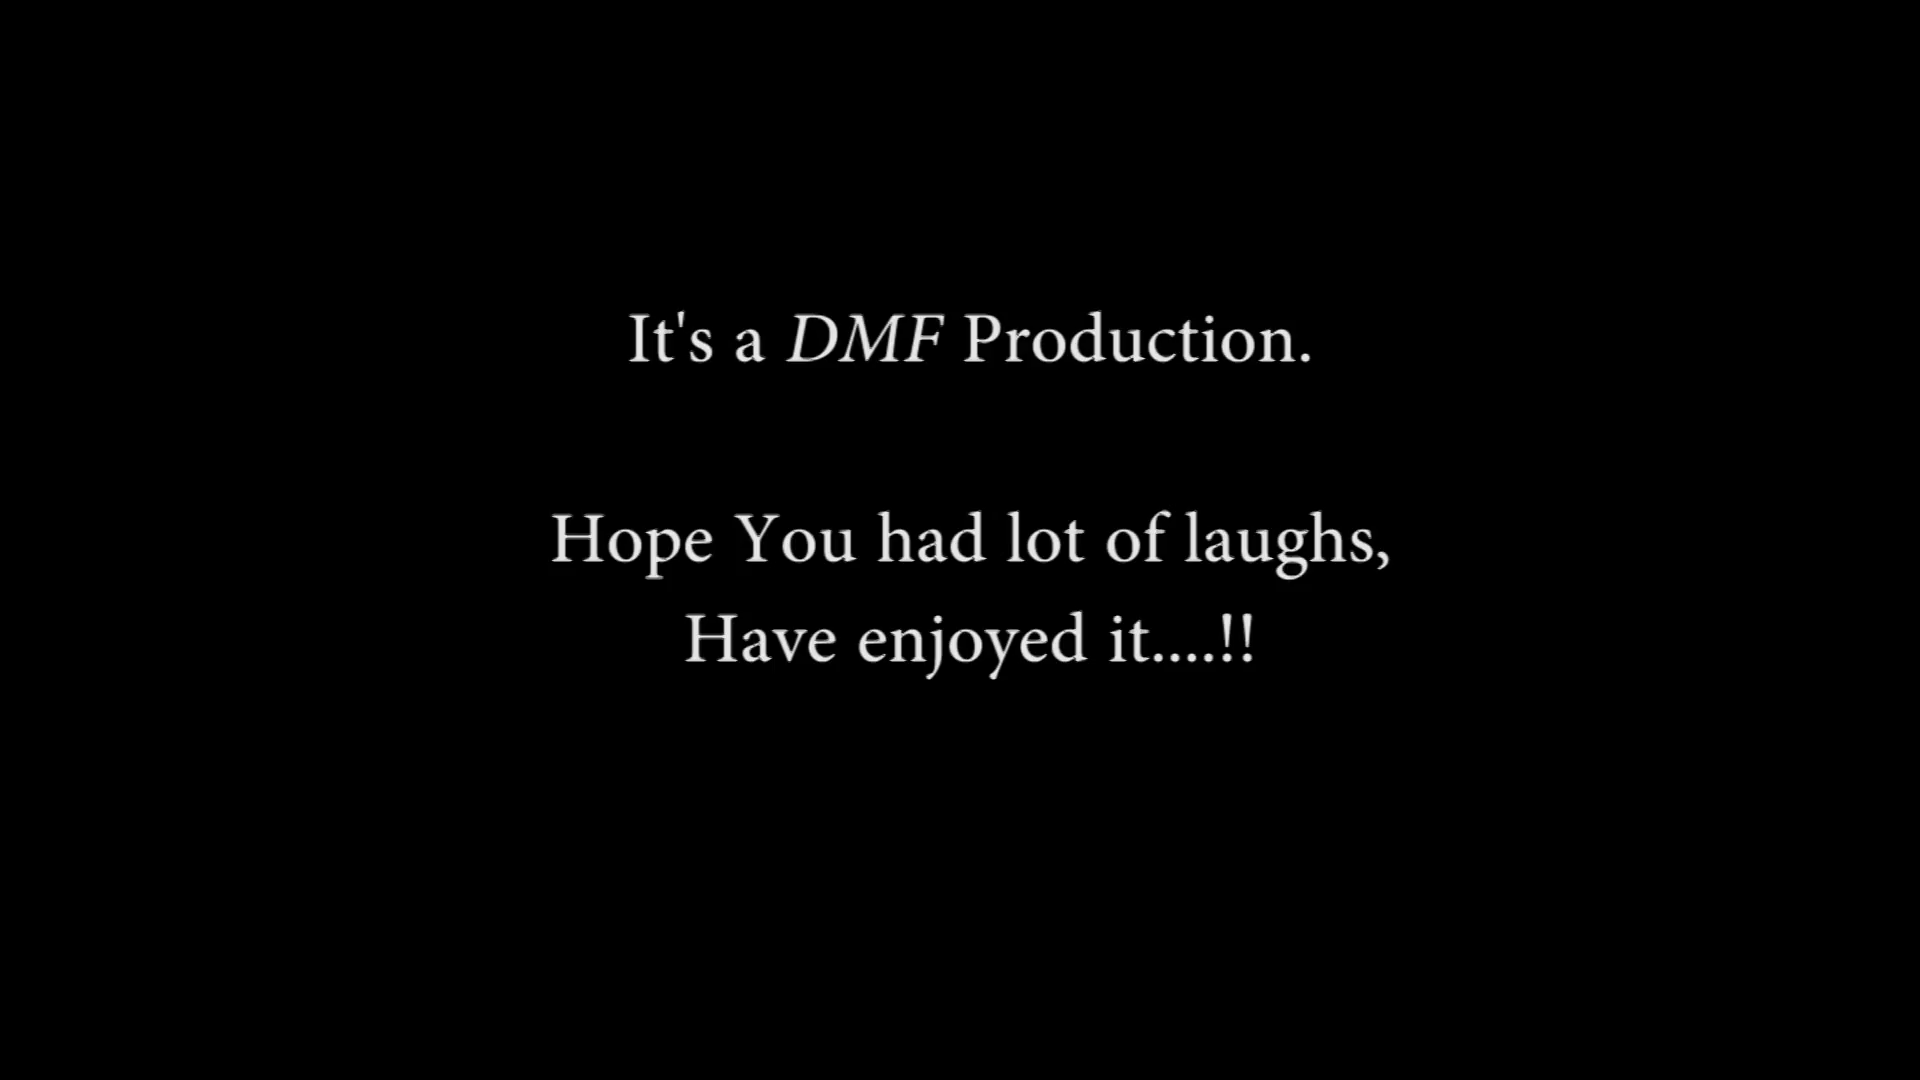 It's a DMF Production.
Hope You had lot of laughs,
Have enjoyed it....!!